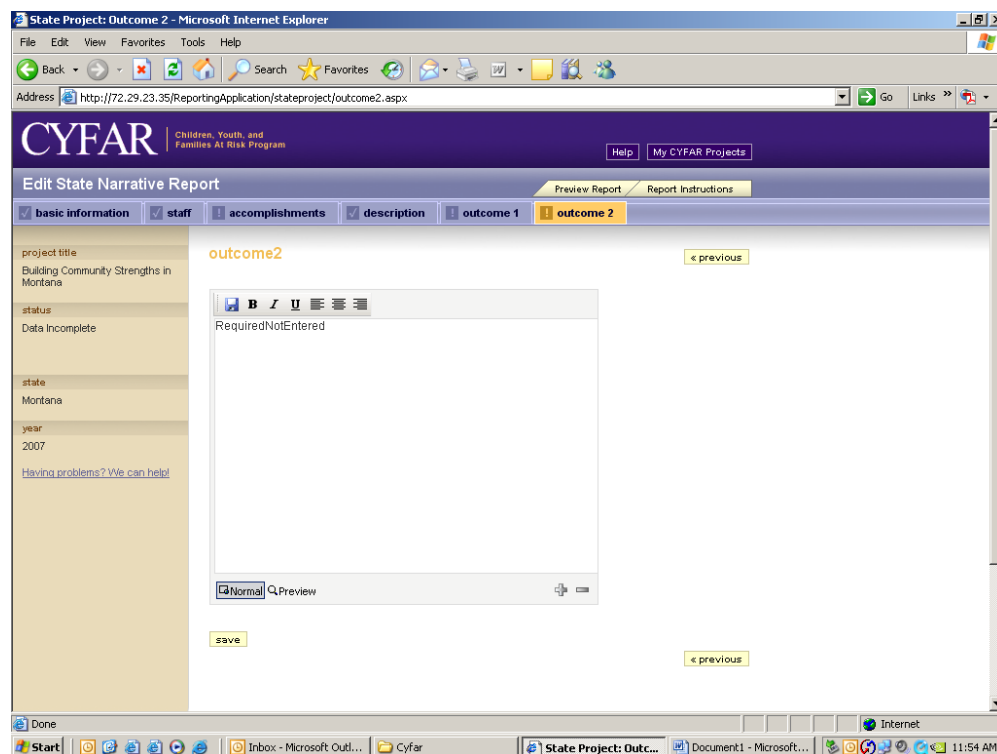 State Project: Outcome 2 - Microsoft Internet Explorer
File Edit View Favorites Tools Help
Back Search Favorites
Address http://72.29.23.35/ReportingApplication/stateproject/outcome2.aspx Go Links »
CYFAR Children, Youth, and
Families At Risk Program
Help My CYFAR Projects
Edit State Narrative Report Preview Report Report Instructions
basic information staff accomplishments description outcome 1 outcome 2
project title
Building Community Strengths in
Montana
status
Data Incomplete
state
Montana
year
2007
Having problems? We can help!
outcome2
« previous
B I U
RequiredNotEntered
Normal Preview
save
« previous
Done Internet
Start Inbox - Microsoft Outl... Cyfar State Project: Outc... Document1 - Microsoft... 11:54 AM